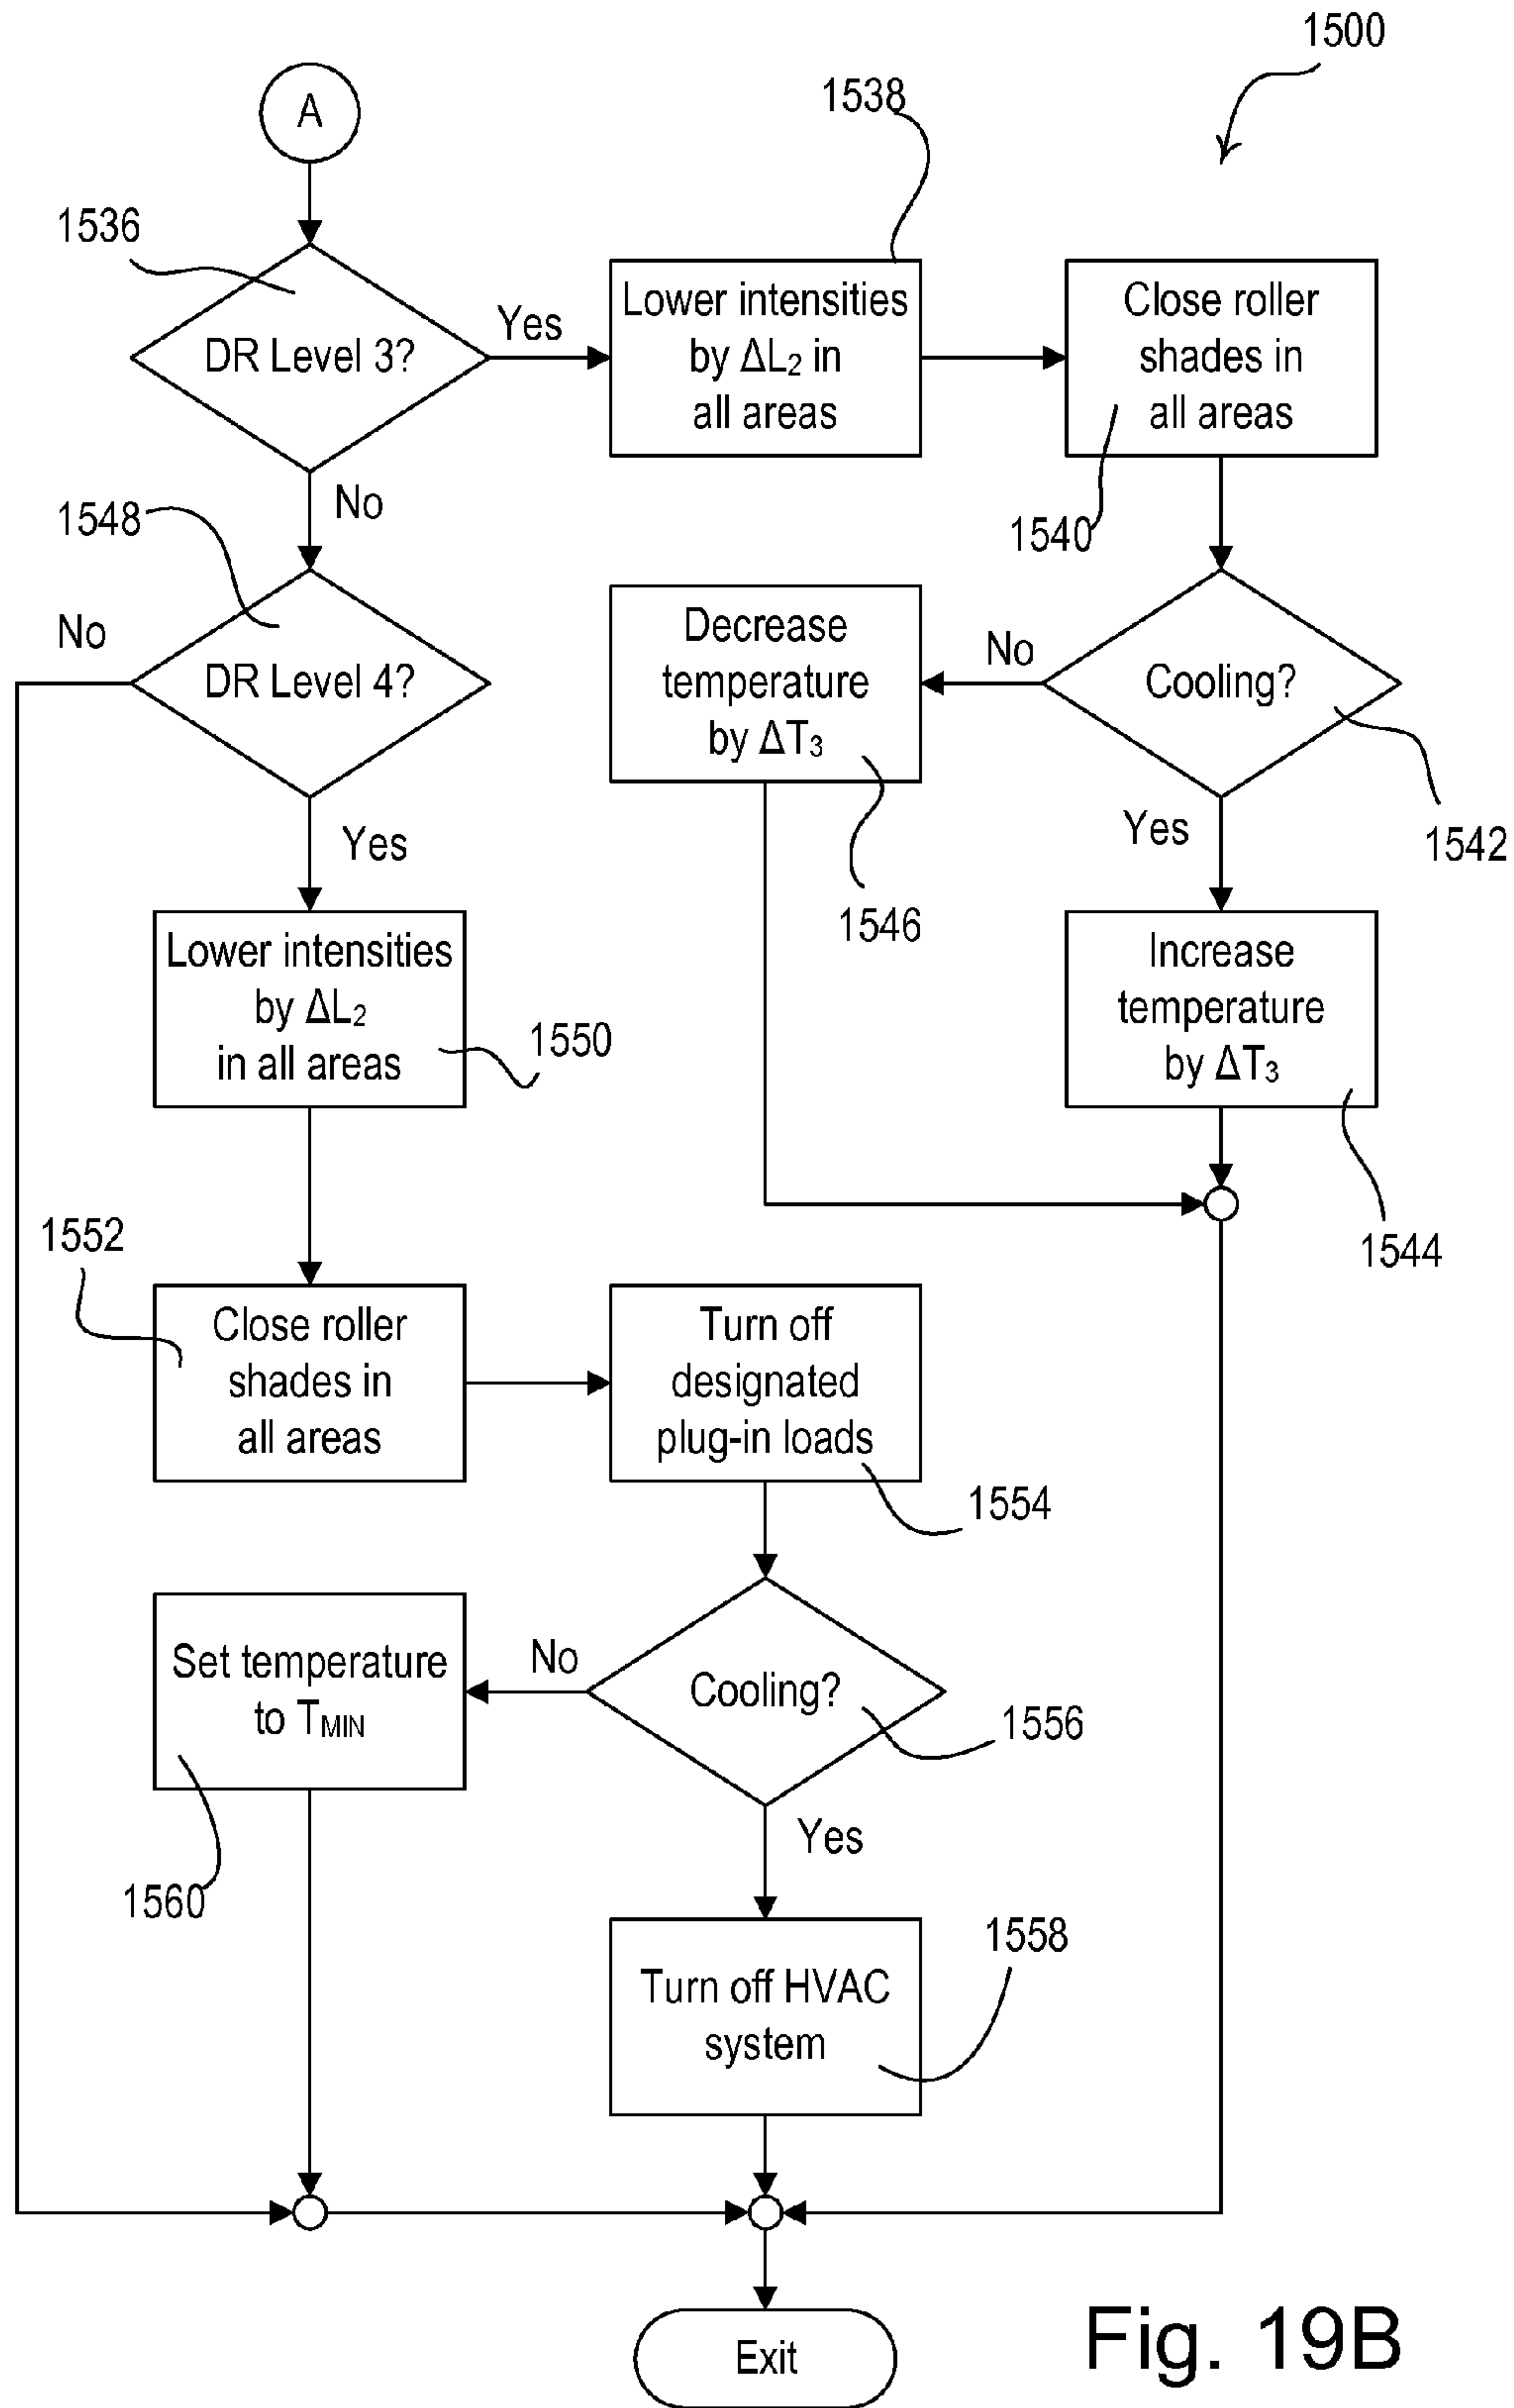 1500
A
1538
1536
Yes
DR Level 3?
Lower intensities
by ΔL₂ in
all areas
Close roller
shades in
all areas
No
1548
1540
No
DR Level 4?
Decrease
temperature
by ΔT₃
No
Cooling?
Yes
1546
Yes
1542
Lower intensities
by ΔL₂
in all areas
1550
Increase
temperature
by ΔT₃
1552
1544
Close roller
shades in
all areas
Turn off
designated
plug-in loads
1554
Set temperature
to TMIN
No
Cooling?
1556
1560
Yes
1558
Turn off HVAC
system
Exit
Fig. 19B